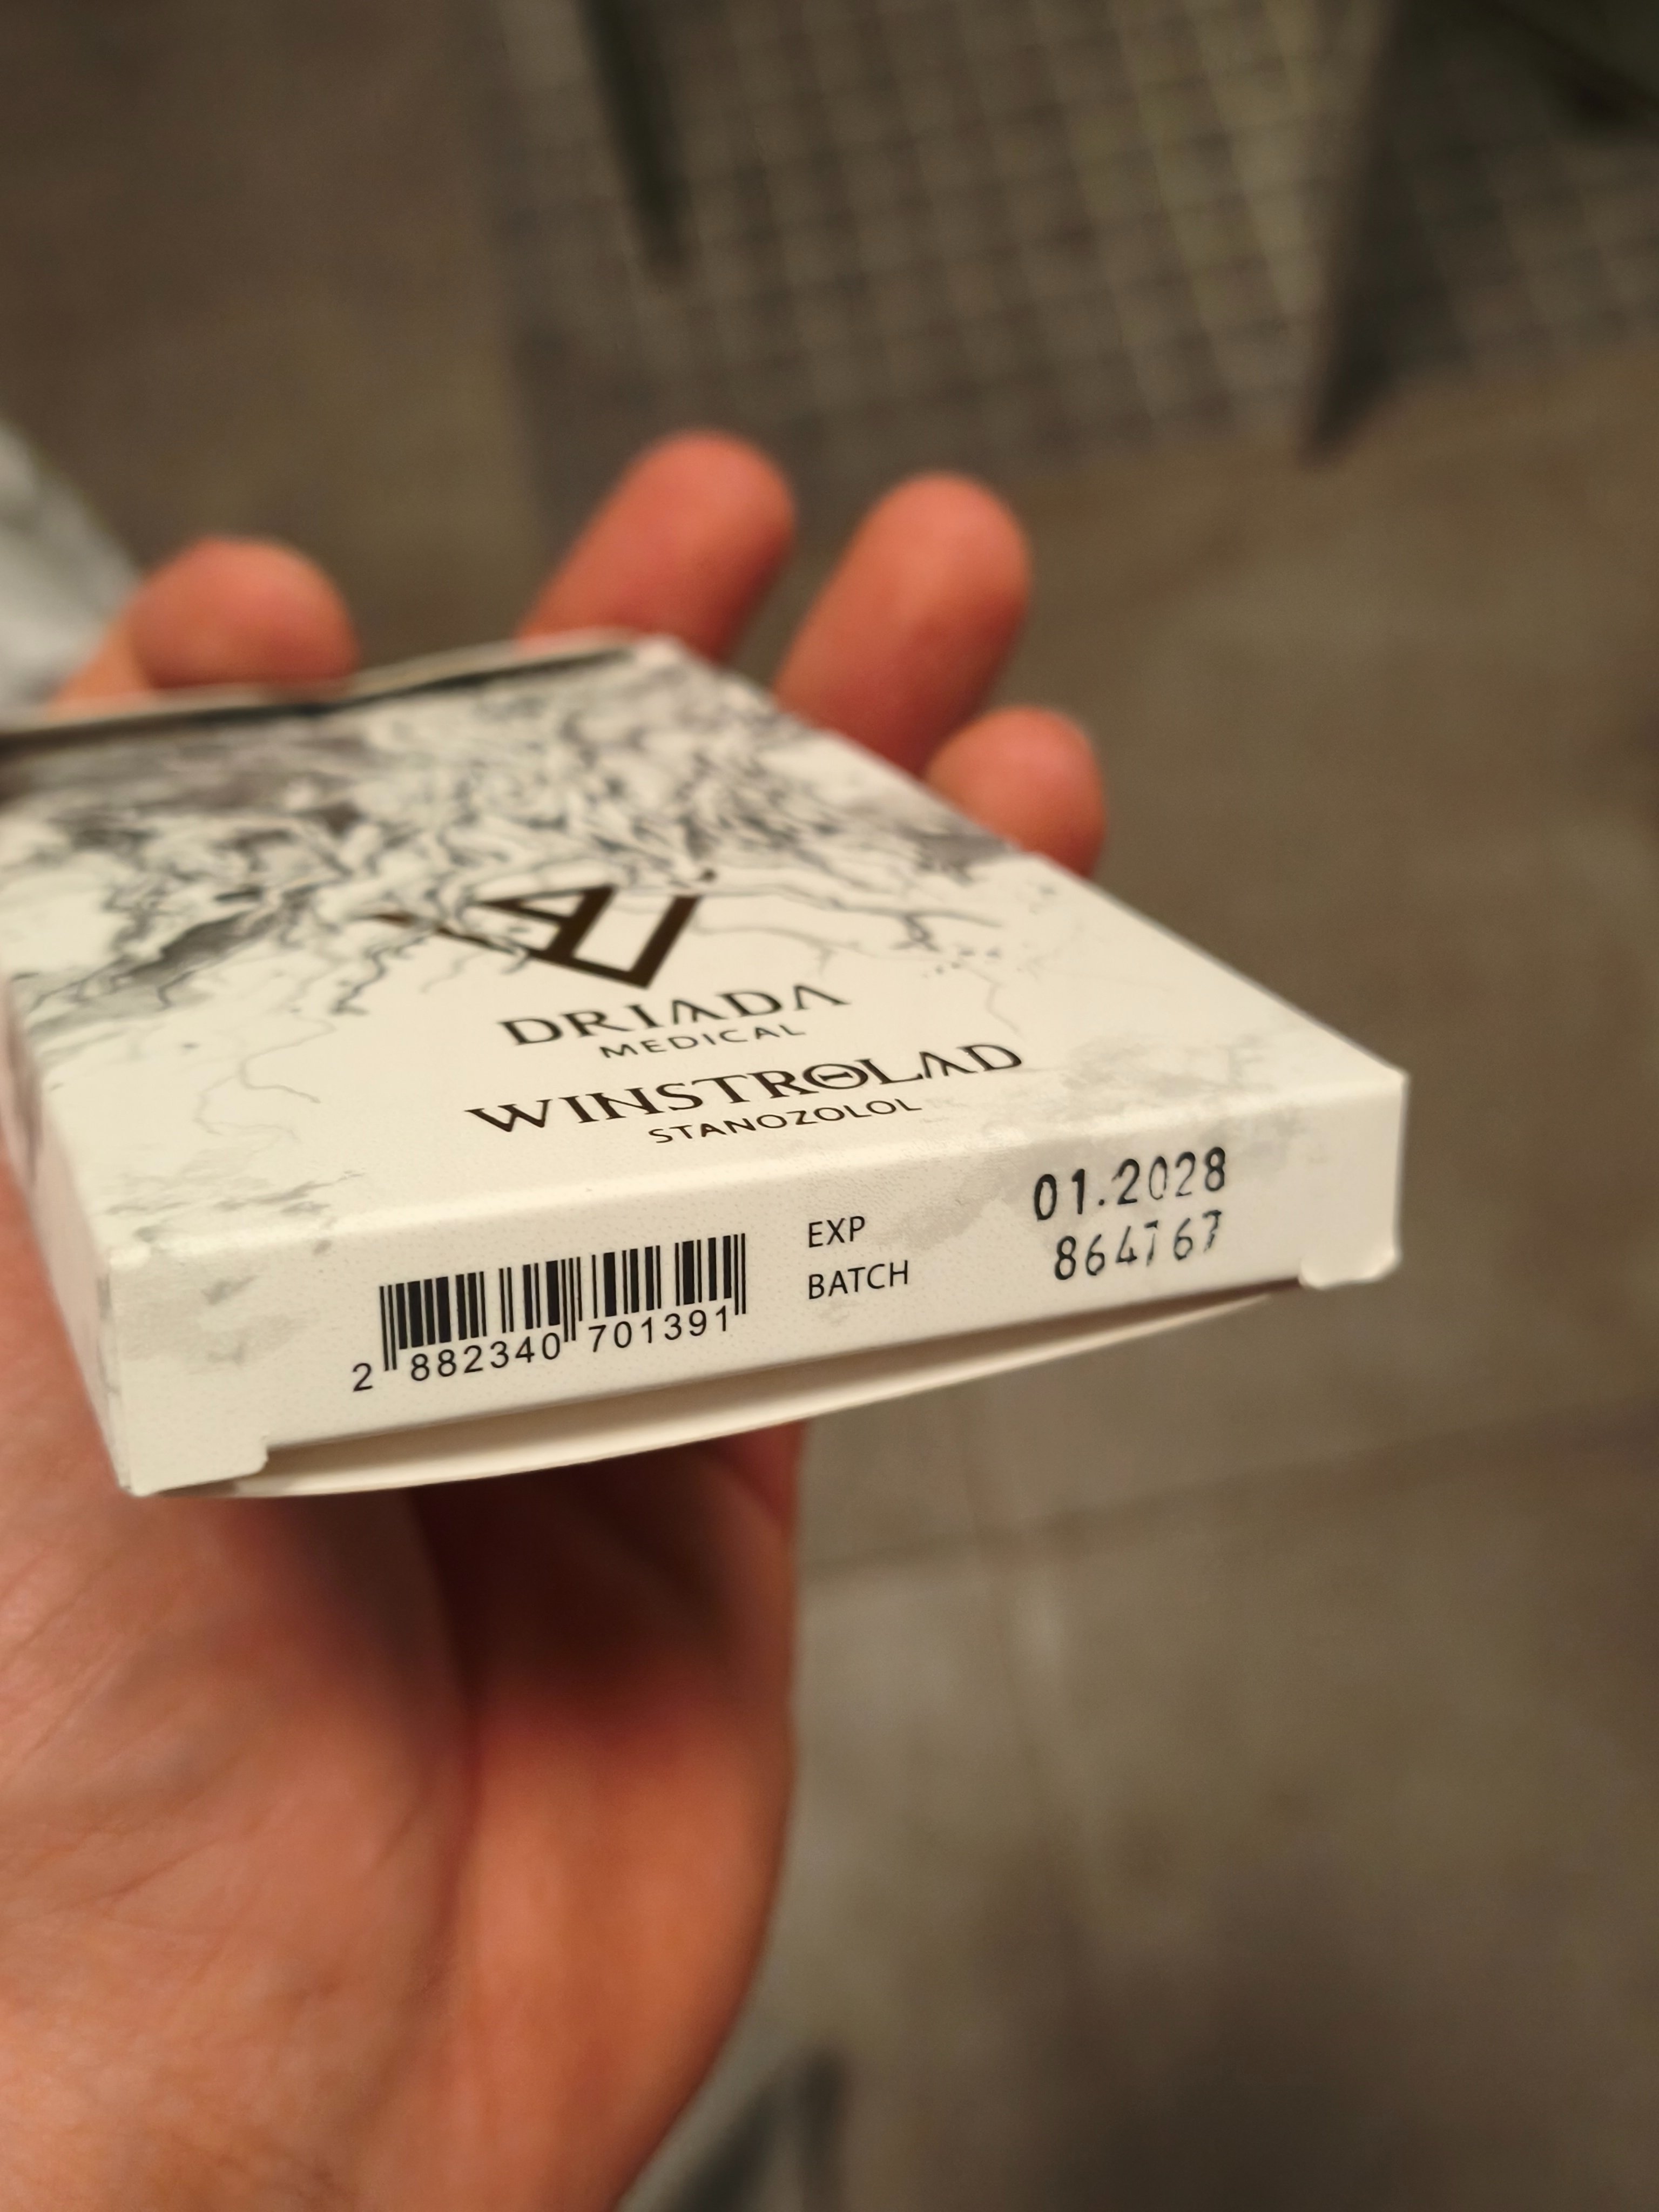 DRIADA
MEDICAL
WINSTROLAD
STANOZOLOL
EXP 01.2028
BATCH 864767
2 882340 701391